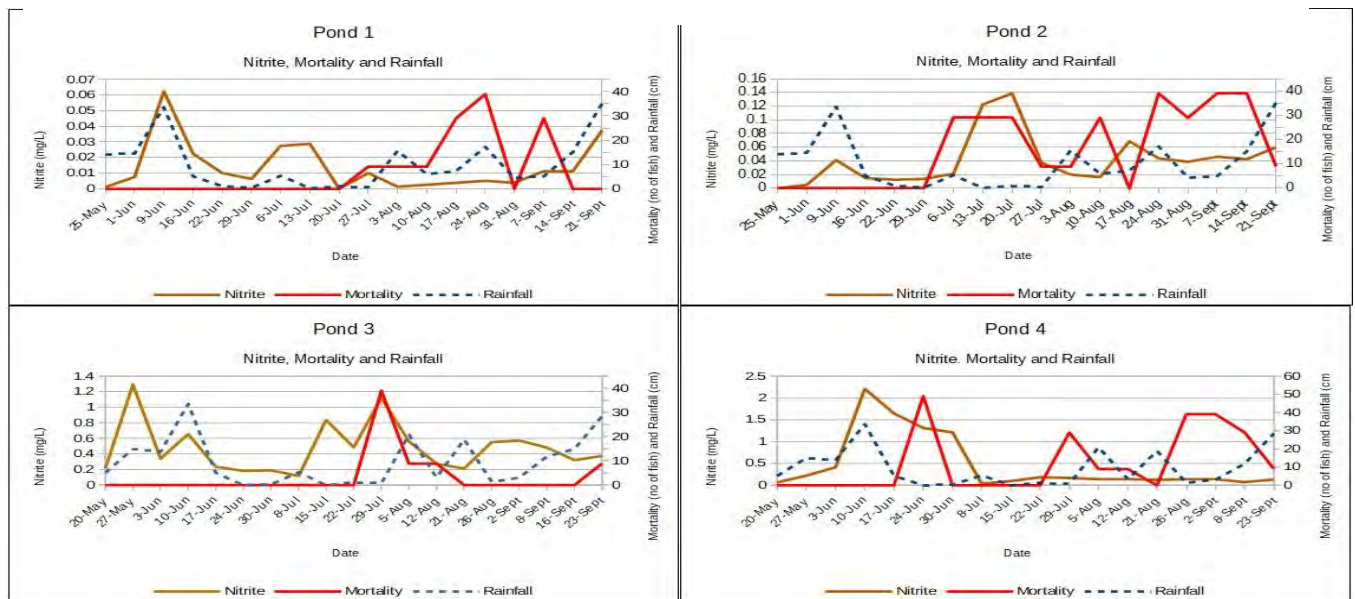 Pond 1
Nitrite, Mortality and Rainfall
Nitrite (mg/L)
0.07
0.06
0.05
0.04
0.03
0.02
0.01
0
40
30
20
10
0
Mortality (no of fish) and Rainfall (cm)
25-May
1-Jun
9-Jun
16-Jun
22-Jun
29-Jun
6-Jul
13-Jul
20-Jul
27-Jul
3-Aug
10-Aug
17-Aug
24-Aug
31-Aug
7-Sept
14-Sept
21-Sept
Date
Nitrite Mortality Rainfall
Pond 2
Nitrite, Mortality and Rainfall
Nitrite (mg/L)
0.16
0.14
0.12
0.1
0.08
0.06
0.04
0.02
0
40
30
20
10
0
Mortality (no of fish) and Rainfall (cm)
25-May
1-Jun
9-Jun
16-Jun
22-Jun
29-Jun
6-Jul
13-Jul
20-Jul
27-Jul
3-Aug
10-Aug
17-Aug
24-Aug
31-Aug
7-Sept
14-Sept
21-Sept
Date
Nitrite Mortality Rainfall
Pond 3
Nitrite, Mortality and Rainfall
Nitrite (mg/L)
1.4
1.2
1
0.8
0.6
0.4
0.2
0
40
30
20
10
0
Mortality (no of fish) and Rainfall (cm)
20-May
27-May
3-Jun
10-Jun
17-Jun
24-Jun
30-Jun
8-Jul
15-Jul
22-Jul
29-Jul
5-Aug
12-Aug
21-Aug
26-Aug
2-Sept
9-Sept
16-Sept
23-Sept
Date
Nitrite Mortality Rainfall
Pond 4
Nitrite. Mortality and Rainfall
Nitrite (mg/L)
2.5
2
1.5
1
0.5
0
60
50
40
30
20
10
0
Mortality (no of fish) and Rainfall (cm
20-May
27-May
3-Jun
10-Jun
17-Jun
24-Jun
30-Jun
8-Jul
15-Jul
22-Jul
29-Jul
5-Aug
12-Aug
21-Aug
26-Aug
2-Sept
9-Sept
23-Sept
Date
Nitrite Mortality Rainfall